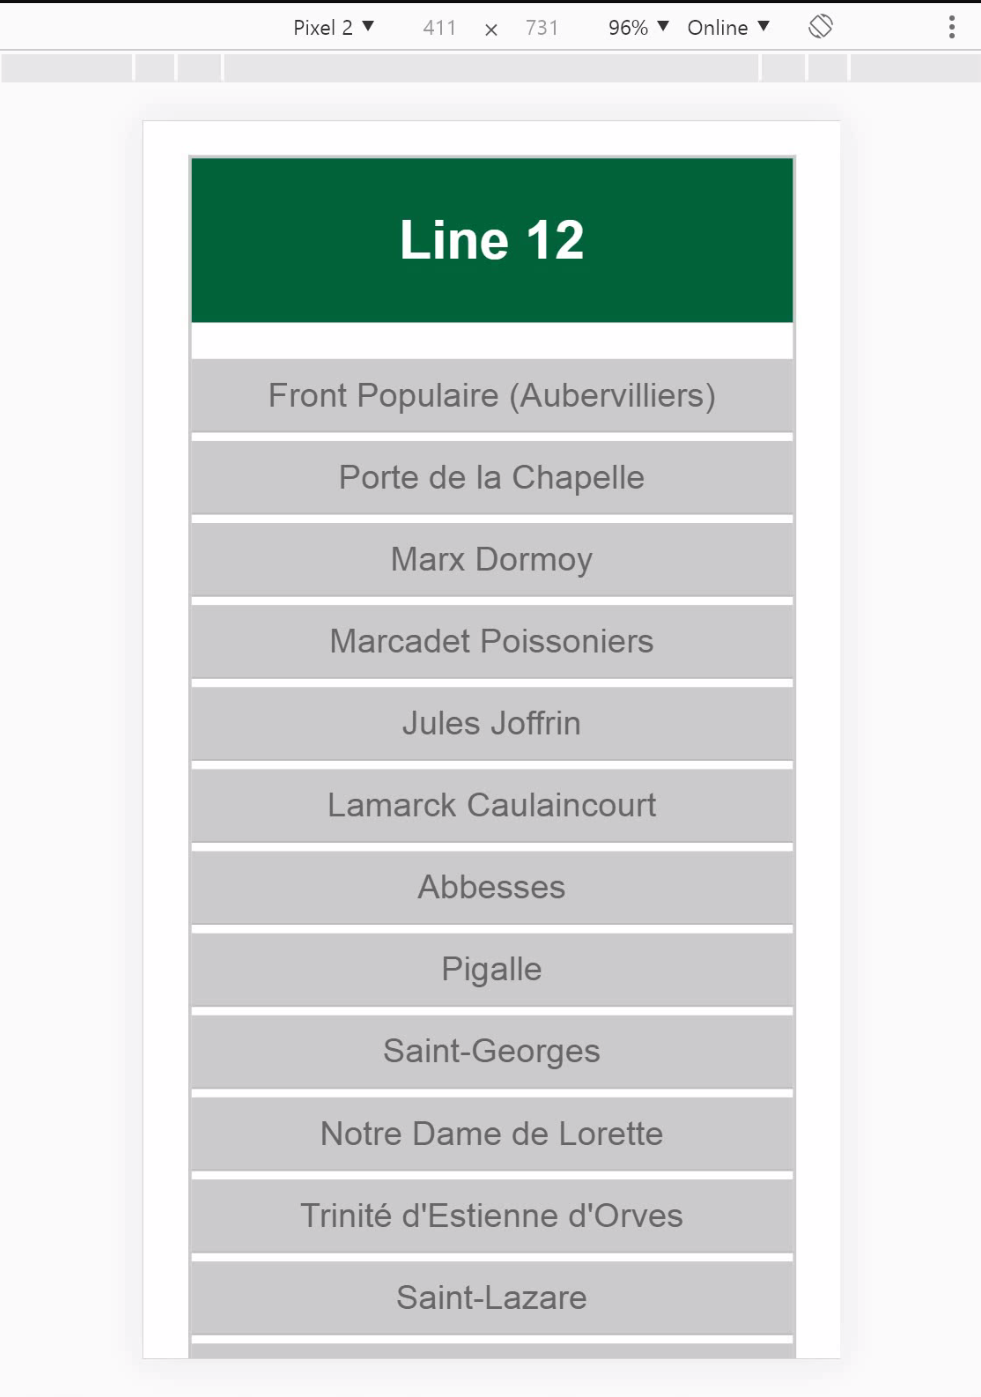 Pixel 2 ▼ 411 × 731 96% ▼ Online ▼
Line 12
Front Populaire (Aubervilliers)
Porte de la Chapelle
Marx Dormoy
Marcadet Poissoniers
Jules Joffrin
Lamarck Caulaincourt
Abbesses
Pigalle
Saint-Georges
Notre Dame de Lorette
Trinité d'Estienne d'Orves
Saint-Lazare